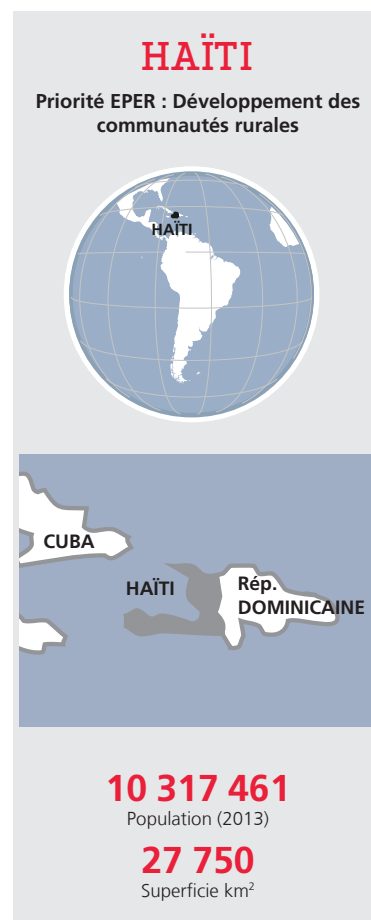 HAÏTI
Priorité EPER : Développement des
communautés rurales
HAÏTI
CUBA
HAÏTI
Rép.
DOMINICAINE
10 317 461
Population (2013)
27 750
Superficie km²